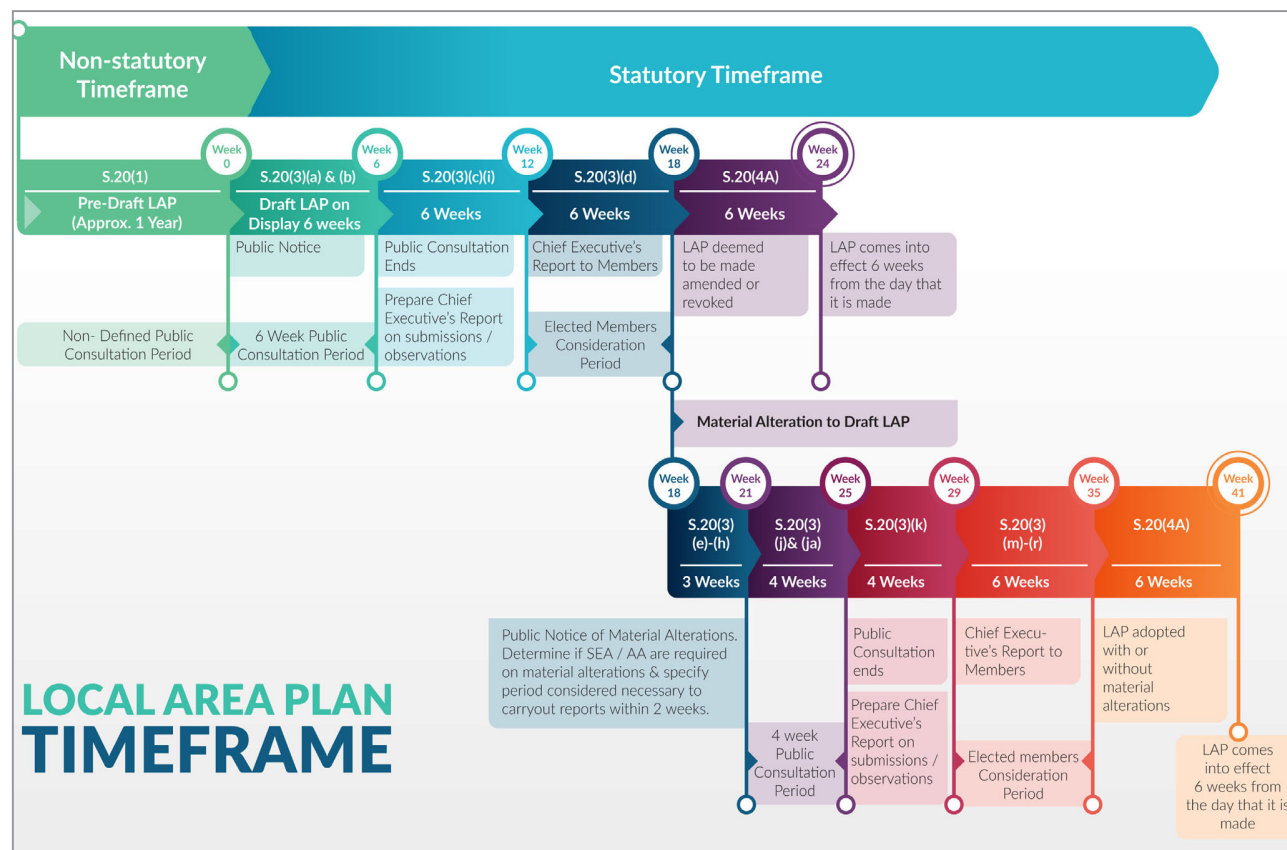 Non-statutory
Timeframe
Statutory Timeframe
Week
0
Week
6
Week
12
Week
18
Week
24
S.20(1)
Pre-Draft LAP
(Approx. 1 Year)
S.20(3)(a) & (b)
Draft LAP on
Display 6 weeks
S.20(3)(c)(i)
6 Weeks
S.20(3)(d)
6 Weeks
S.20(4A)
6 Weeks
Public Notice
Public Consultation
Ends
Chief Executive's
Report to Members
LAP deemed
to be made
amended or
revoked
LAP comes into
effect 6 weeks
from the day that
it is made
Non- Defined Public
Consultation Period
6 Week Public
Consultation Period
Prepare Chief
Executive's Report
on submissions /
observations
Elected Members
Consideration
Period
Material Alteration to Draft LAP
Week
18
Week
21
Week
25
Week
29
Week
35
Week
41
S.20(3)
(e)-(h)
3 Weeks
S.20(3)
(j)& (ja)
4 Weeks
S.20(3)(k)
4 Weeks
S.20(3)
(m)-(r)
6 Weeks
S.20(4A)
6 Weeks
Public Notice of Material Alterations.
Determine if SEA / AA are required
on material alterations & specify
period considered necessary to
carryout reports within 2 weeks.
Public
Consultation
ends
Chief Execu-
tive's Report to
Members
LAP adopted
with or
without
material
alterations
4 week
Public
Consultation
Period
Prepare Chief
Executive's
Report on
submissions /
observations
Elected members
Consideration
Period
LAP comes
into effect
6 weeks from
the day that it is
made
LOCAL AREA PLAN
TIMEFRAME